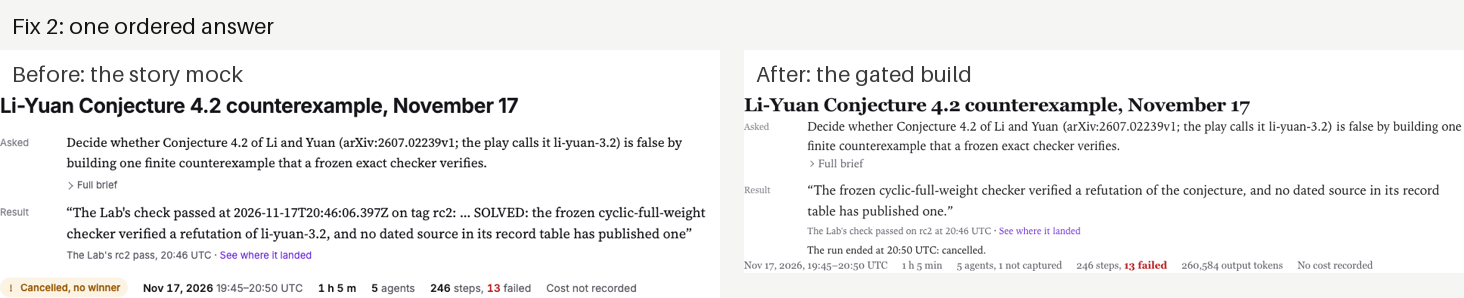 Fix 2: one ordered answer
Before: the story mock
Li-Yuan Conjecture 4.2 counterexample, November 17
Asked
Decide whether Conjecture 4.2 of Li and Yuan (arXiv:2607.02239v1; the play calls it li-yuan-3.2) is false by
building one finite counterexample that a frozen exact checker verifies.
> Full brief
Result
“The Lab's check passed at 2026-11-17T20:46:06.397Z on tag rc2: ... SOLVED: the frozen cyclic-full-weight
checker verified a refutation of li-yuan-3.2, and no dated source in its record table has published one”
The Lab's rc2 pass, 20:46 UTC · See where it landed
! Cancelled, no winner Nov 17, 2026 19:45–20:50 UTC 1 h 5 m 5 agents 246 steps, 13 failed Cost not recorded
After: the gated build
Li-Yuan Conjecture 4.2 counterexample, November 17
Asked
Decide whether Conjecture 4.2 of Li and Yuan (arXiv:2607.02239v1; the play calls it li-yuan-3.2) is false by building one
finite counterexample that a frozen exact checker verifies.
> Full brief
Result
“The frozen cyclic-full-weight checker verified a refutation of the conjecture, and no dated source in its record
table has published one.”
The Lab's check passed on rc2 at 20:46 UTC · See where it landed
The run ended at 20:50 UTC: cancelled.
Nov 17, 2026, 19:45–20:50 UTC 1 h 5 min 5 agents, 1 not captured 246 steps, 13 failed 260,584 output tokens No cost recorded